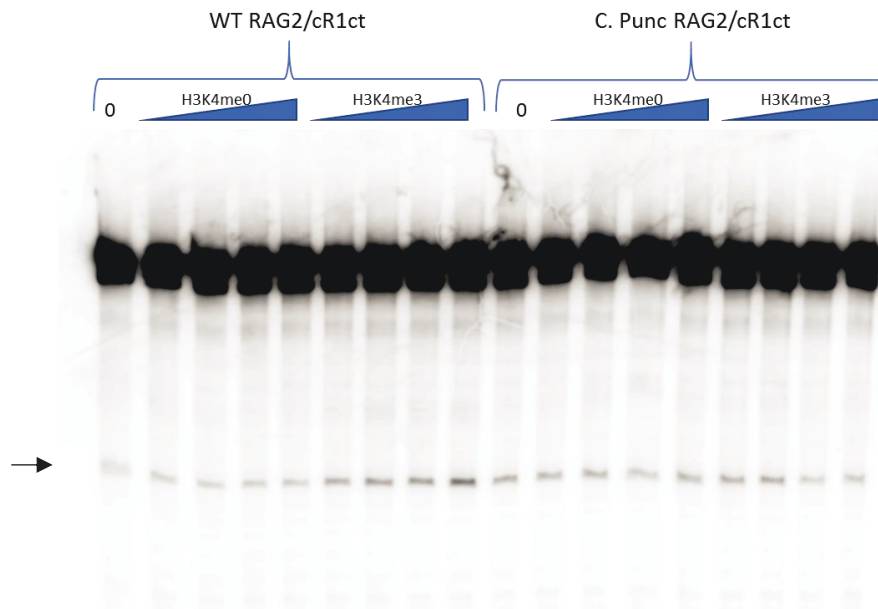 WT RAG2/cR1ct
C. Punc RAG2/cR1ct
0
H3K4me0
H3K4me3
0
H3K4me0
H3K4me3